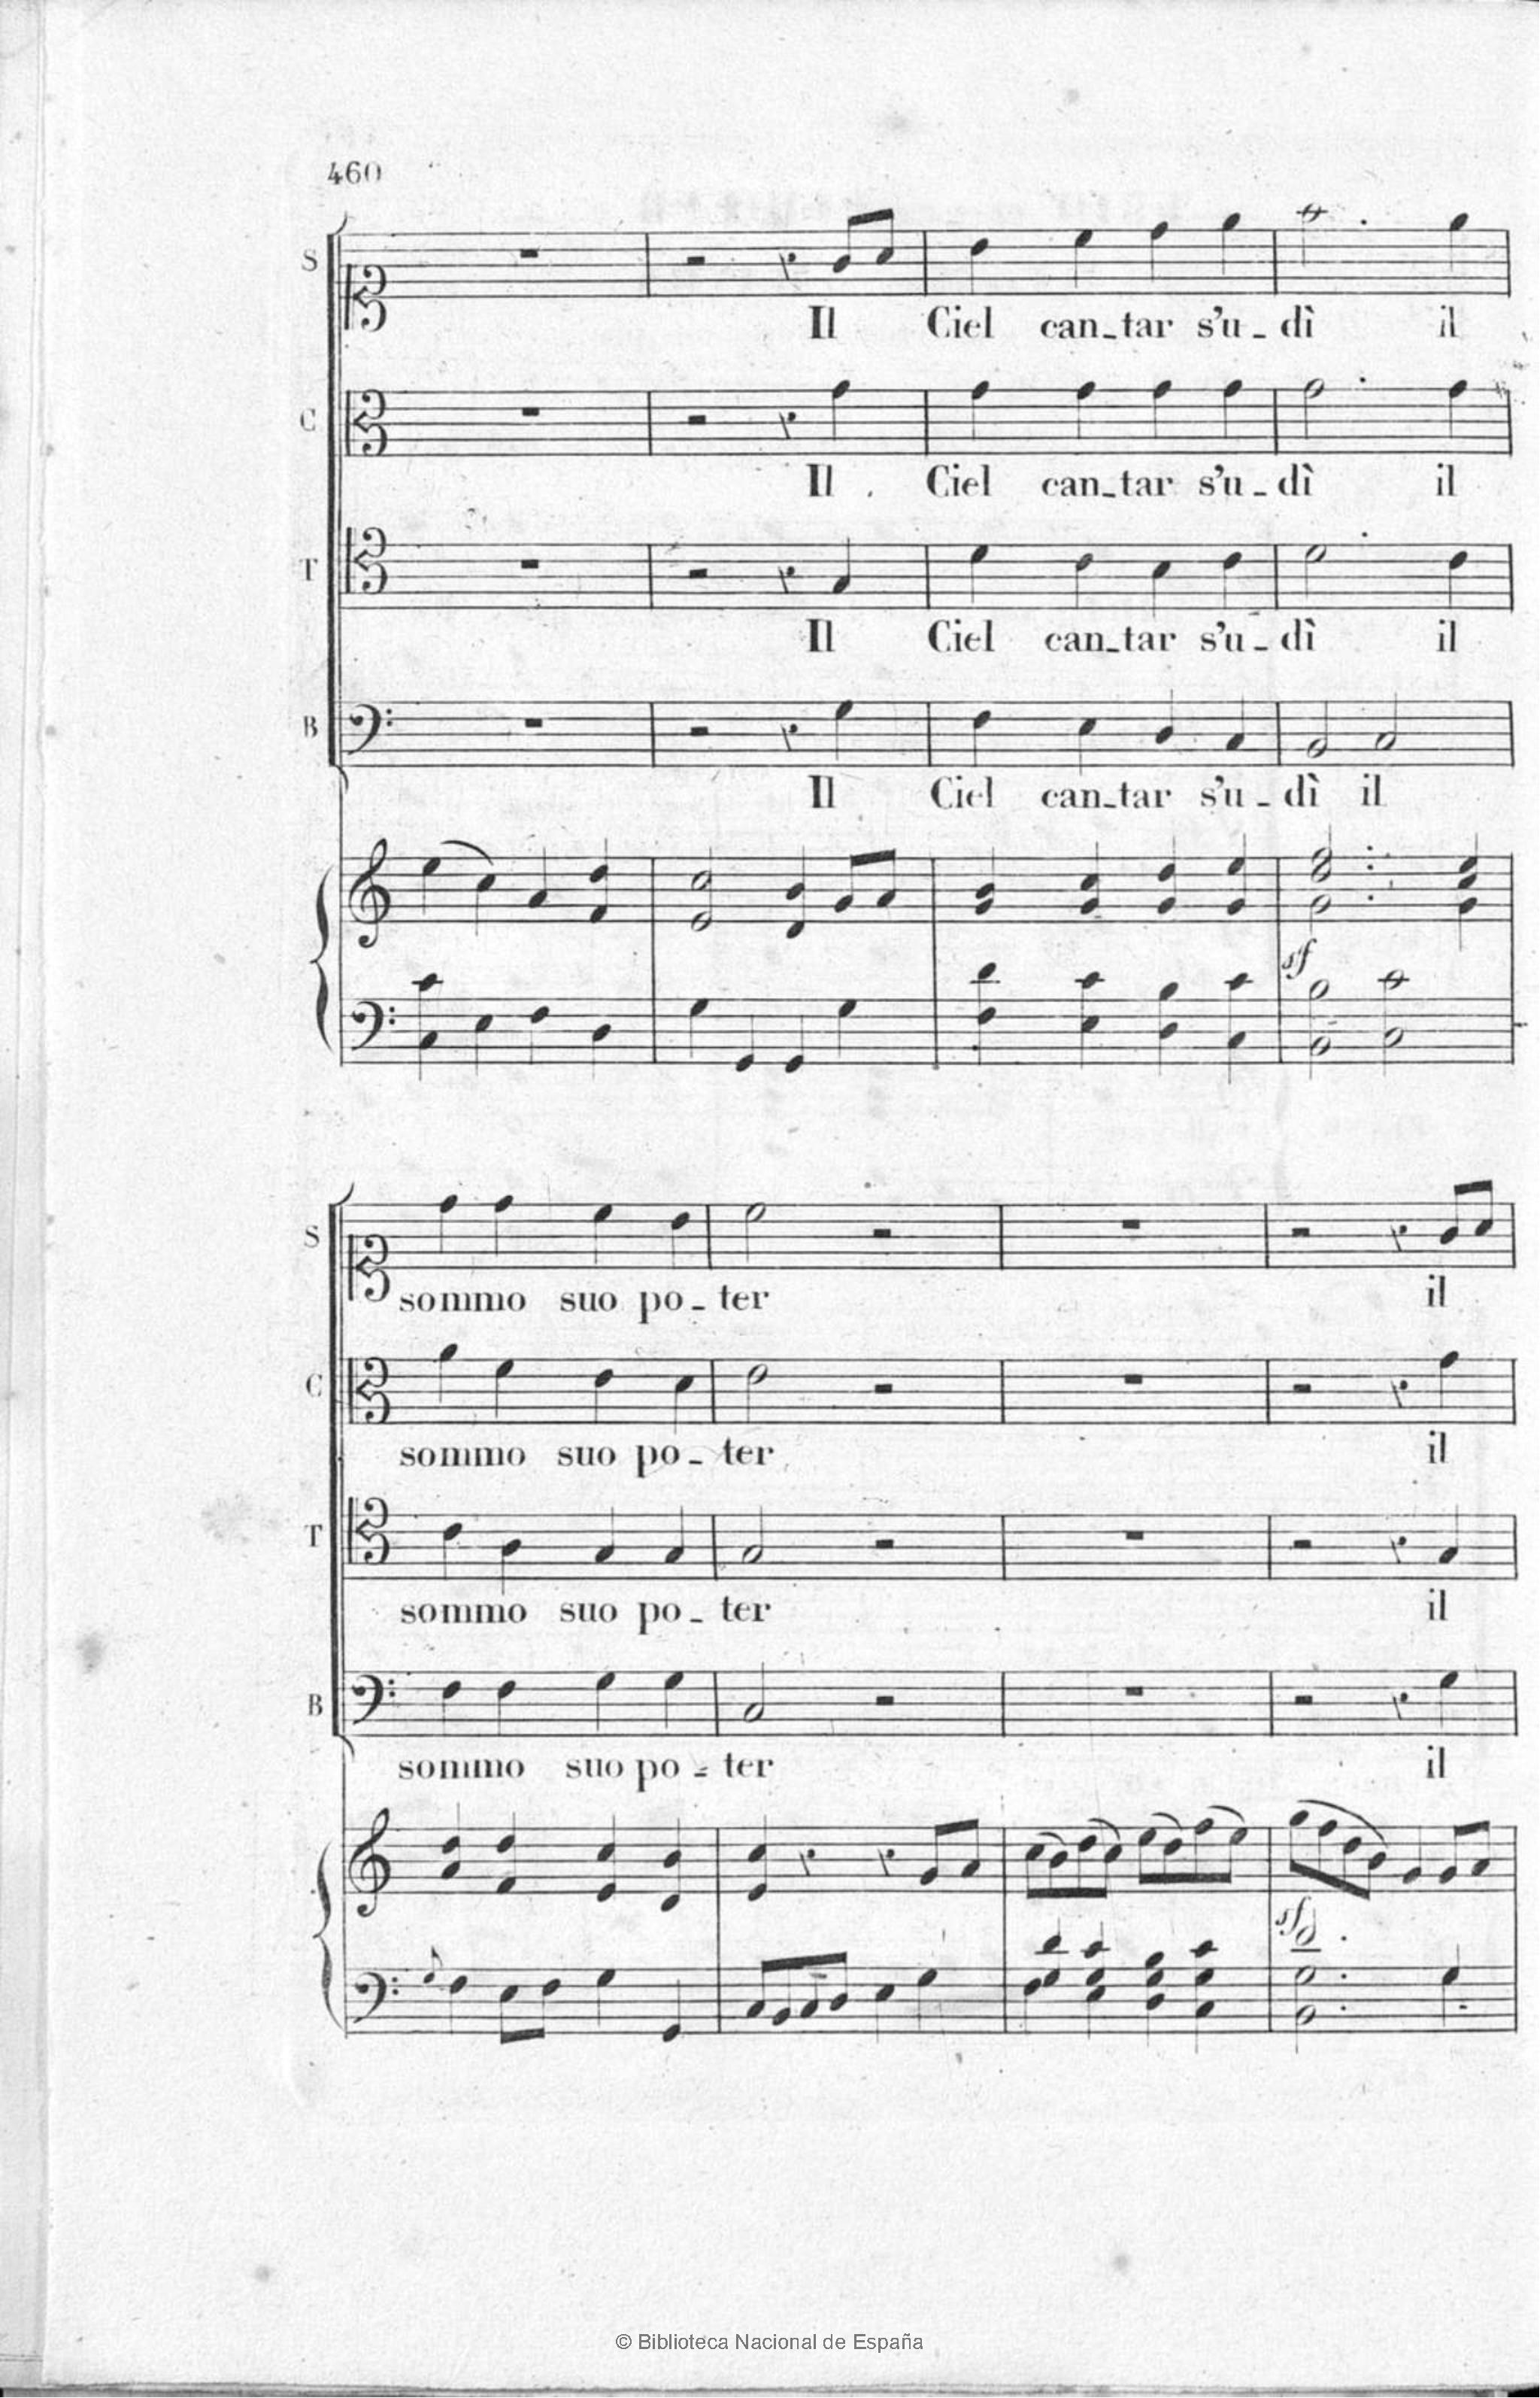 460
S
Il Ciel can_tar s'u_dì il
C
Il Ciel can_tar s'u_dì il
T
Il Ciel can_tar s'u_dì il
B
Il Ciel can_tar s'u_dì il
sf
S
sommo suo po_ter il
C
sommo suo po_ter il
T
sommo suo po_ter il
B
sommo suo po_ter il
sf
© Biblioteca Nacional de España